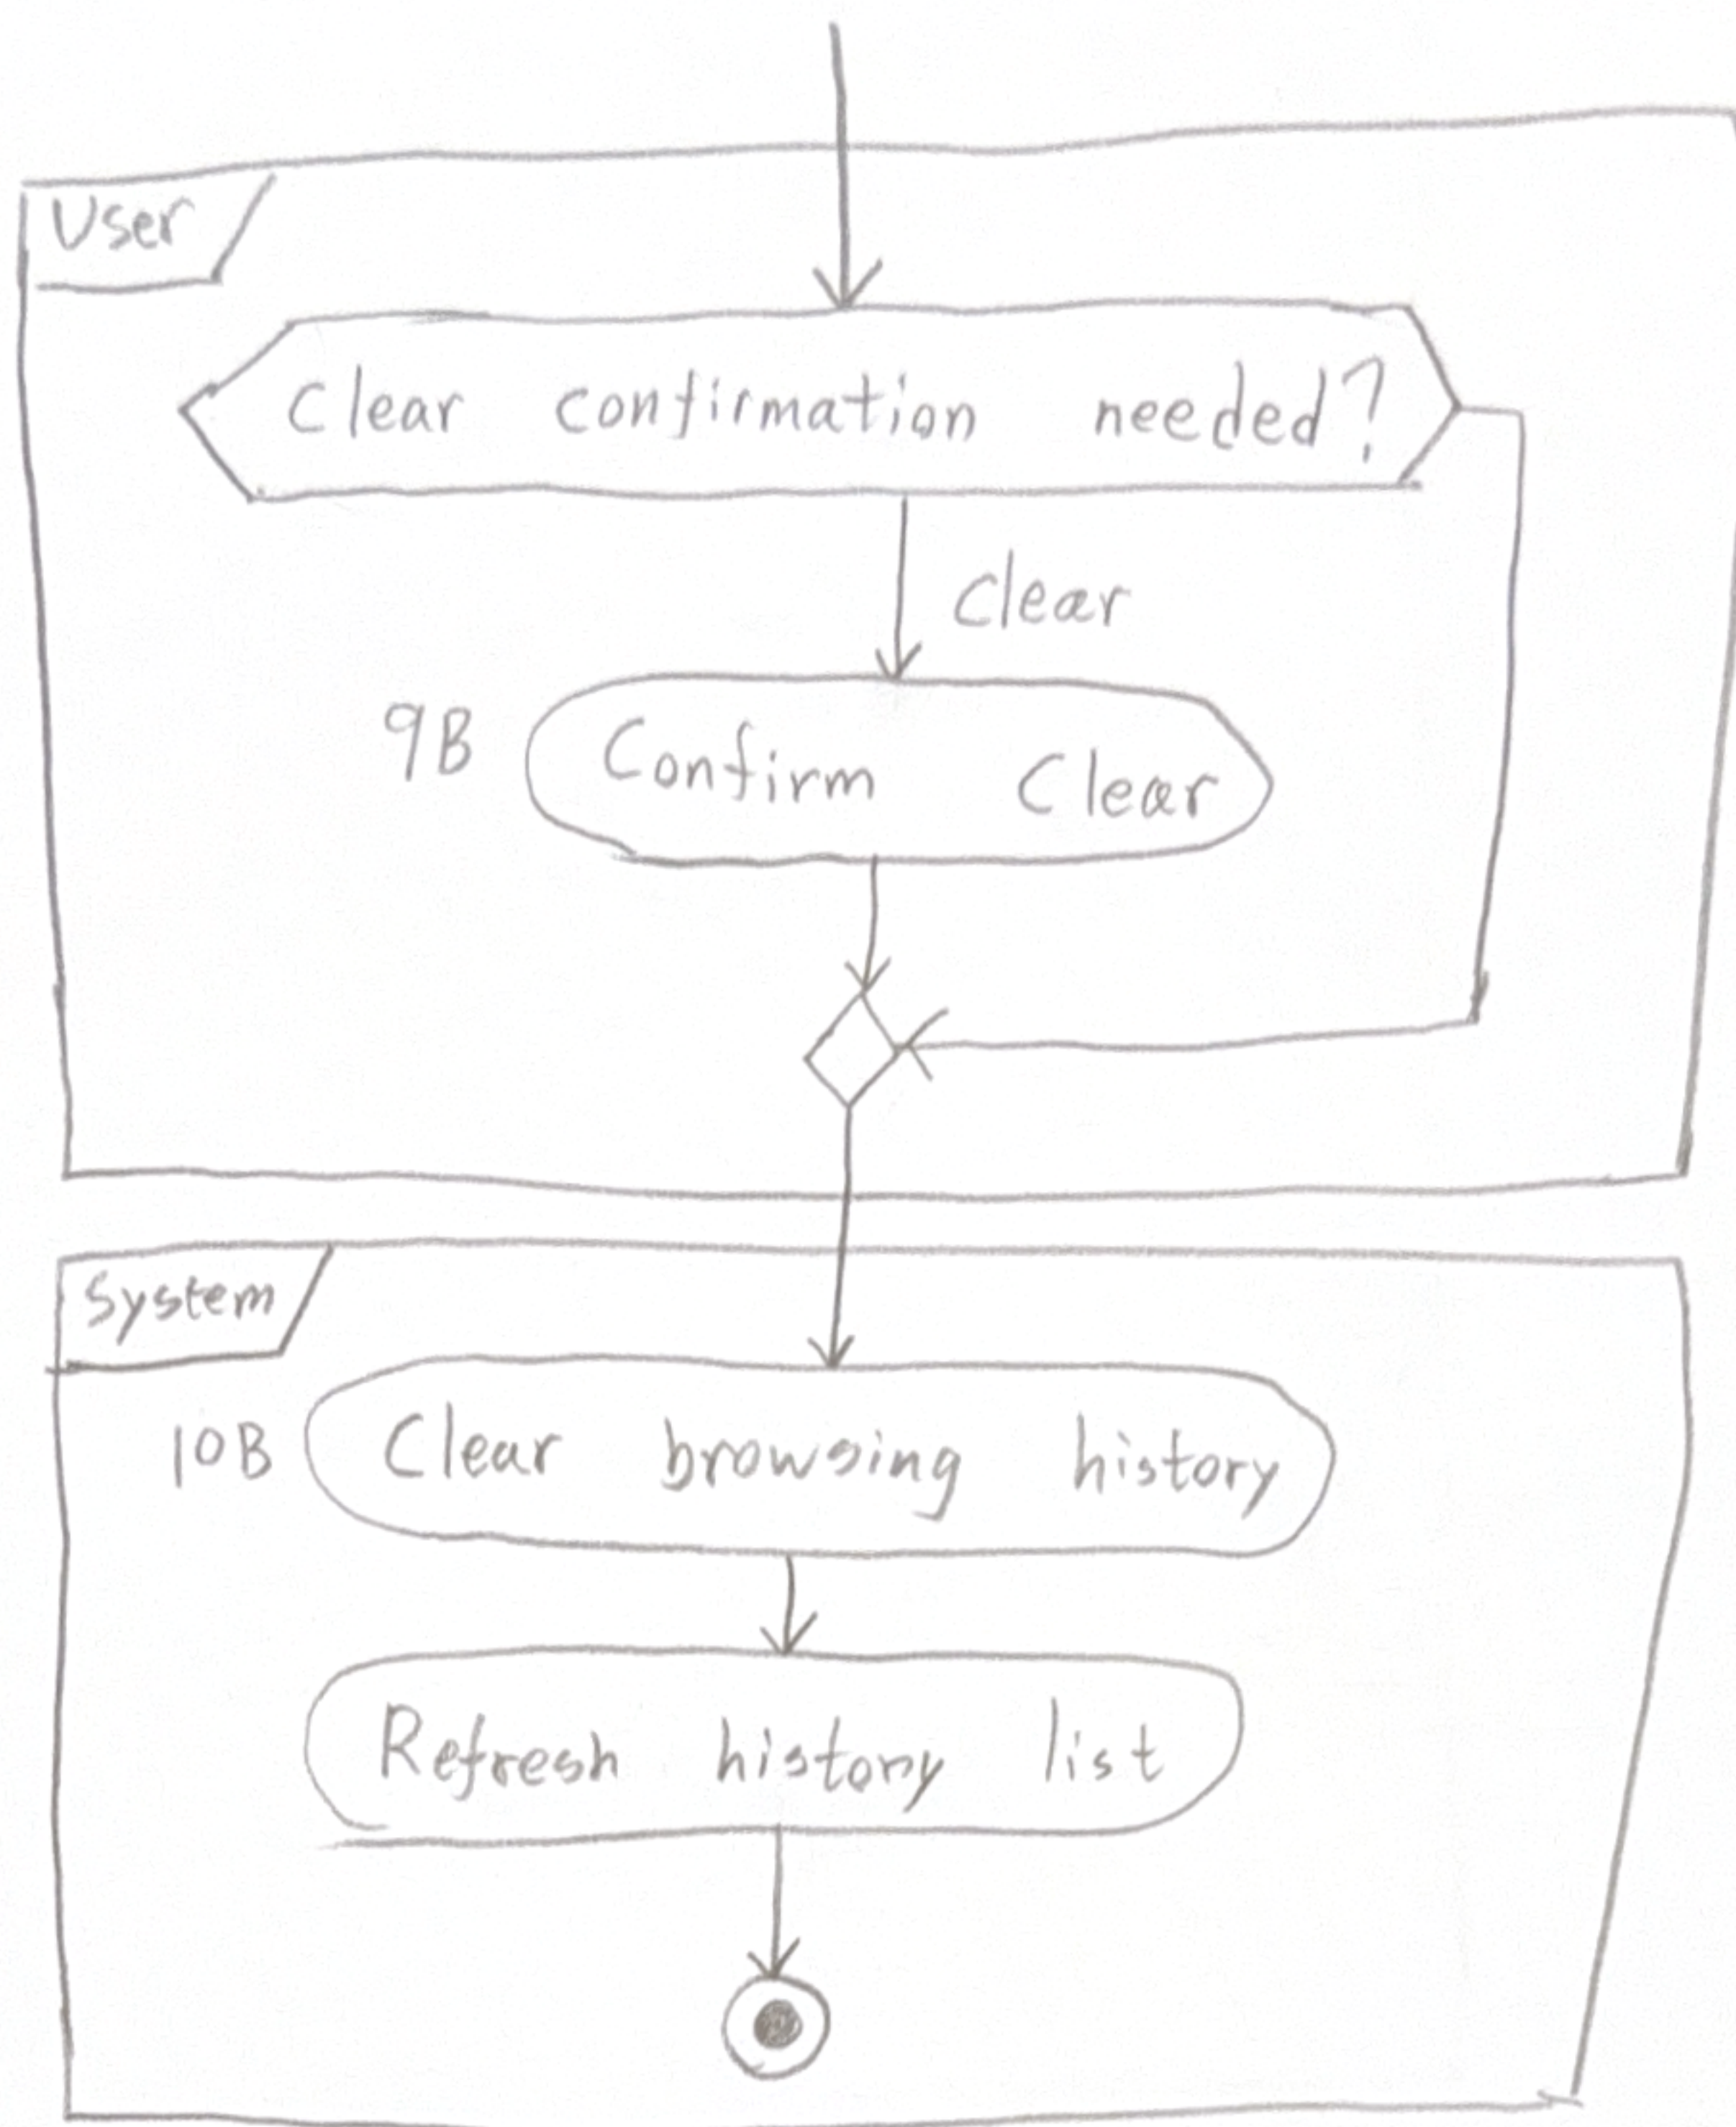 User
Clear confirmation needed?
Clear
9B Confirm Clear
System
10B Clear browsing history
Refresh history list